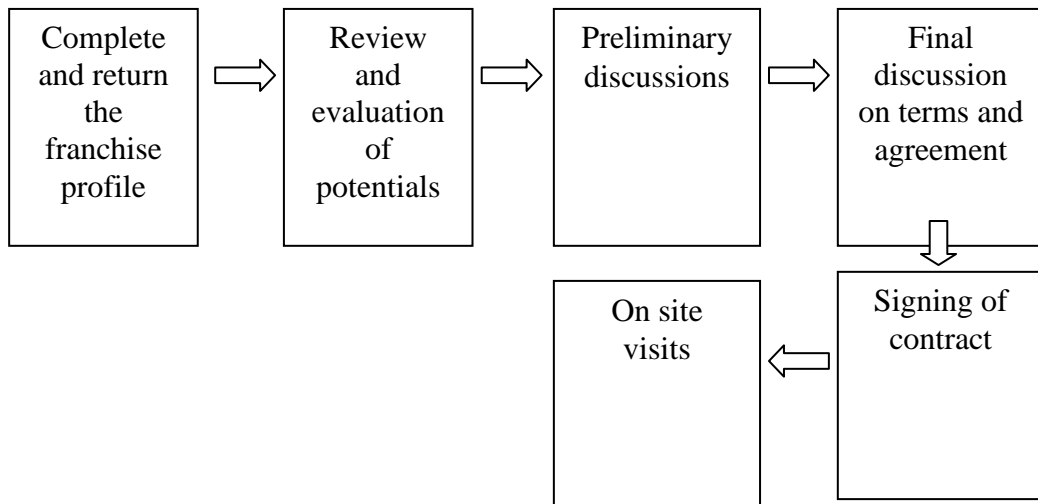 Complete
and return
the
franchise
profile
Review
and
evaluation
of
potentials
Preliminary
discussions
Final
discussion
on terms and
agreement
Signing of
contract
On site
visits